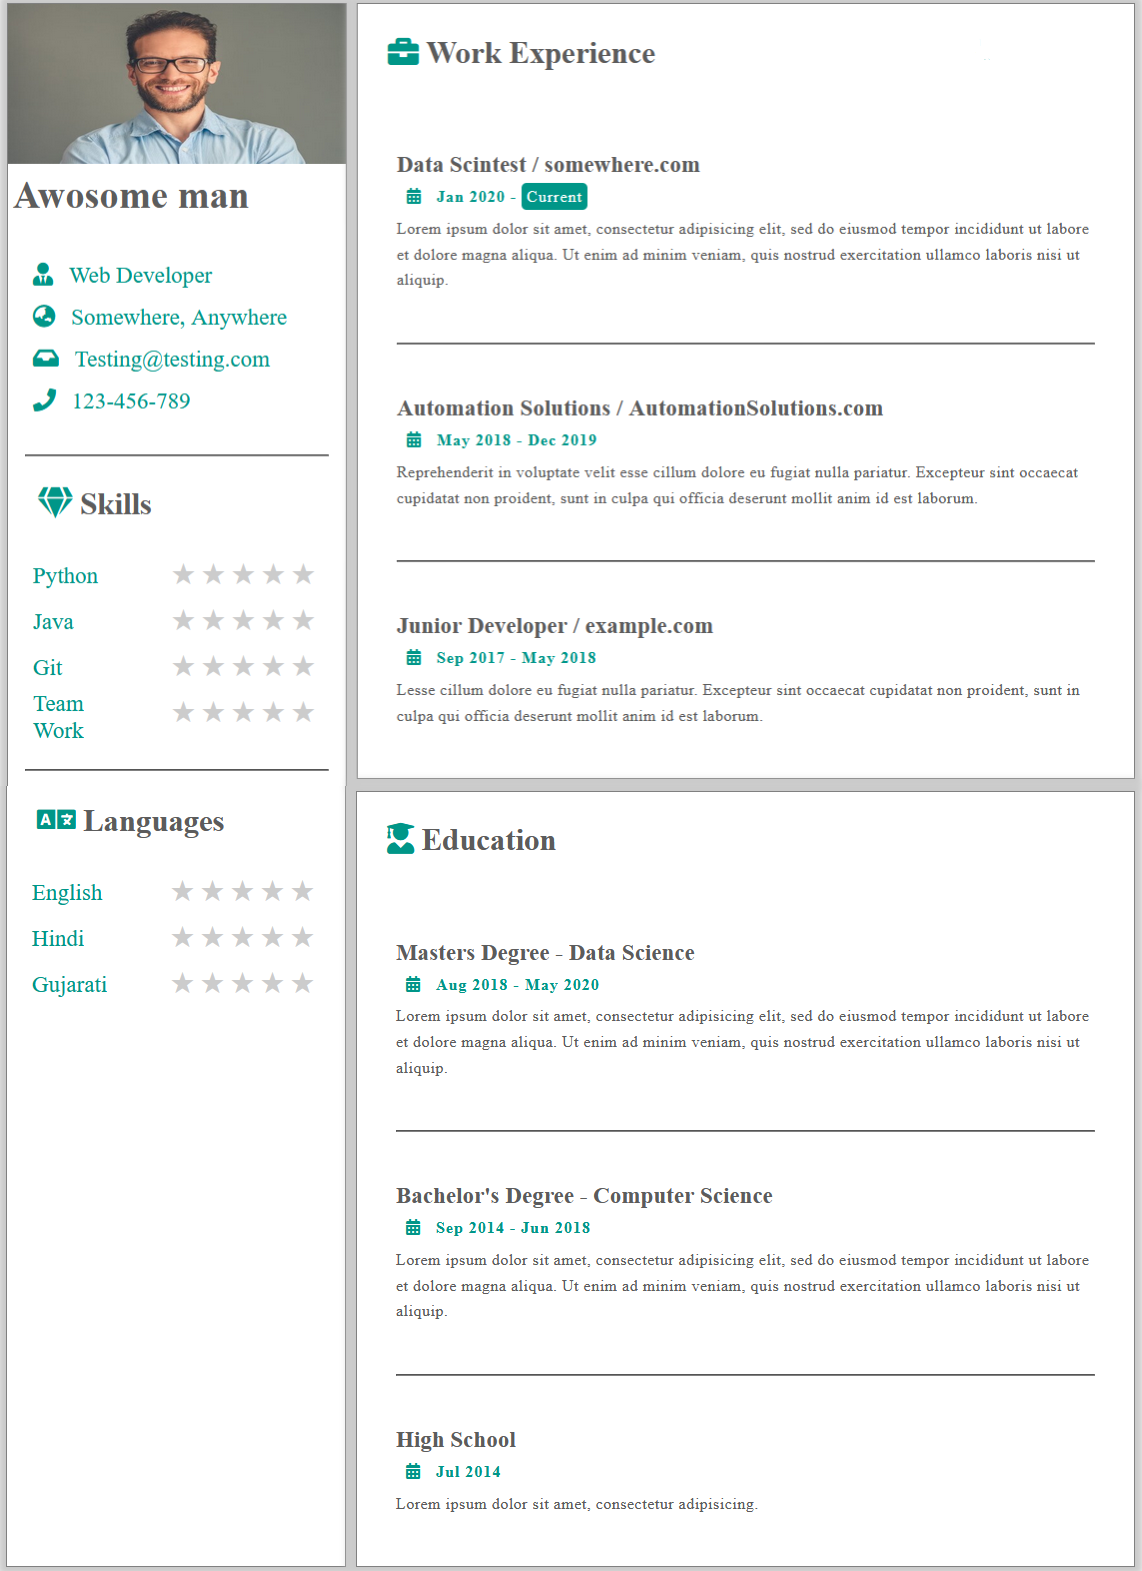 Awosome man
Web Developer
Somewhere, Anywhere
Testing@testing.com
123-456-789
Skills
Python ★ ★ ★ ★ ★
Java ★ ★ ★ ★ ★
Git ★ ★ ★ ★ ★
Team
Work ★ ★ ★ ★ ★
Languages
English ★ ★ ★ ★ ★
Hindi ★ ★ ★ ★ ★
Gujarati ★ ★ ★ ★ ★
Work Experience
Data Scintest / somewhere.com
Jan 2020 - Current
Lorem ipsum dolor sit amet, consectetur adipisicing elit, sed do eiusmod tempor incididunt ut labore
et dolore magna aliqua. Ut enim ad minim veniam, quis nostrud exercitation ullamco laboris nisi ut
aliquip.
Automation Solutions / AutomationSolutions.com
May 2018 - Dec 2019
Reprehenderit in voluptate velit esse cillum dolore eu fugiat nulla pariatur. Excepteur sint occaecat
cupidatat non proident, sunt in culpa qui officia deserunt mollit anim id est laborum.
Junior Developer / example.com
Sep 2017 - May 2018
Lesse cillum dolore eu fugiat nulla pariatur. Excepteur sint occaecat cupidatat non proident, sunt in
culpa qui officia deserunt mollit anim id est laborum.
Education
Masters Degree - Data Science
Aug 2018 - May 2020
Lorem ipsum dolor sit amet, consectetur adipisicing elit, sed do eiusmod tempor incididunt ut labore
et dolore magna aliqua. Ut enim ad minim veniam, quis nostrud exercitation ullamco laboris nisi ut
aliquip.
Bachelor's Degree - Computer Science
Sep 2014 - Jun 2018
Lorem ipsum dolor sit amet, consectetur adipisicing elit, sed do eiusmod tempor incididunt ut labore
et dolore magna aliqua. Ut enim ad minim veniam, quis nostrud exercitation ullamco laboris nisi ut
aliquip.
High School
Jul 2014
Lorem ipsum dolor sit amet, consectetur adipisicing.